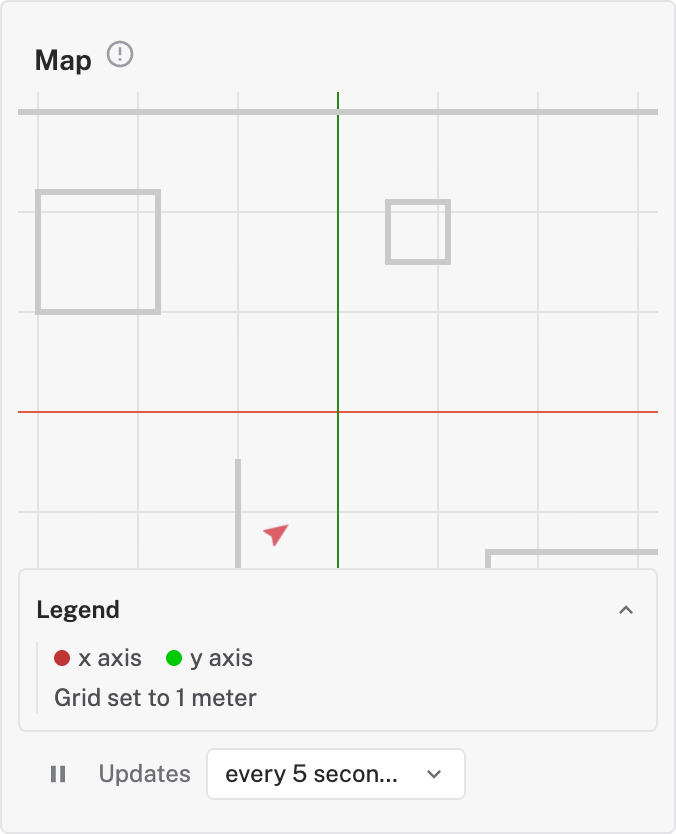 Map
Legend
x axis y axis
Grid set to 1 meter
Updates every 5 secon...